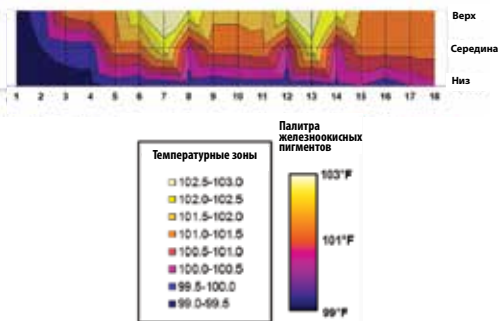 Верх
Середина
Низ
1 2 3 4 5 6 7 8 9 10 11 12 13 14 15 16 17 18
Палитра
железноокисных
пигментов
Температурные зоны
102.5-103.0
102.0-102.5
101.5-102.0
101.0-101.5
100.5-101.0
100.0-100.5
99.5-100.0
99.0-99.5
103°F
101°F
99°F